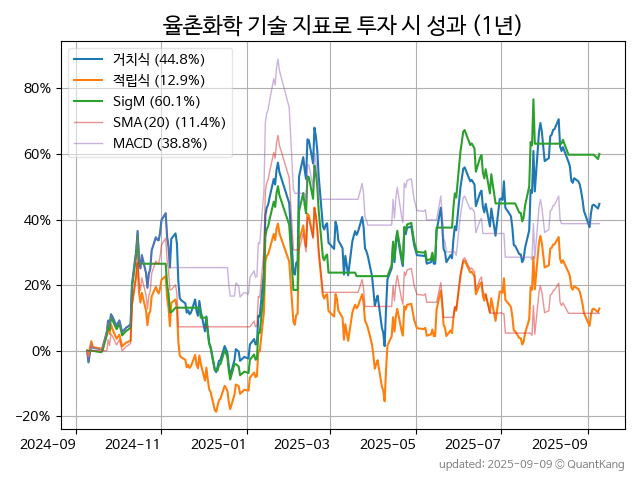 율촌화학 기술 지표로 투자 시 성과 (1년)
거치식 (44.8%)
적립식 (12.9%)
SigM (60.1%)
SMA(20) (11.4%)
MACD (38.8%)
80%
60%
40%
20%
0%
−20%
2024-09
2024-11
2025-01
2025-03
2025-05
2025-07
2025-09
updated: 2025-09-09 © QuantKang